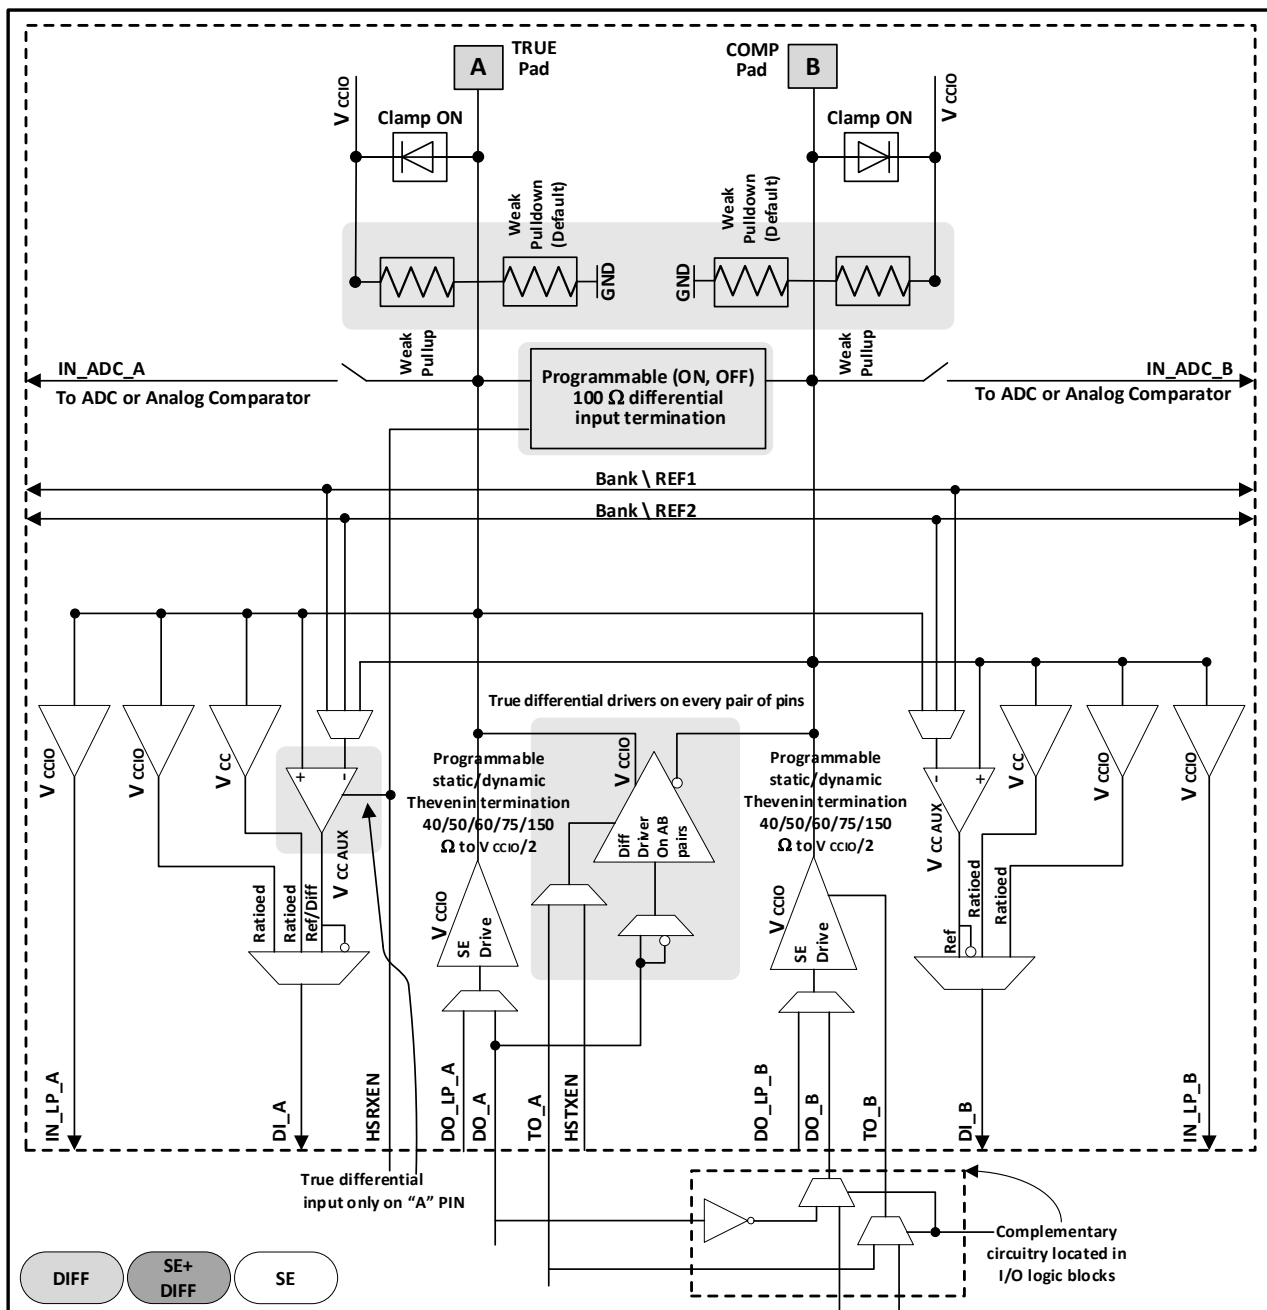 A
TRUE
Pad
COMP
Pad
B
V CCIO
Clamp ON
Clamp ON
V CCIO
Weak
Pulldown
(Default)
Weak
Pulldown
(Default)
GND
GND
Weak
Pullup
Weak
Pullup
IN_ADC_A
To ADC or Analog Comparator
Programmable (ON, OFF)
100 Ω differential
input termination
IN_ADC_B
To ADC or Analog Comparator
Bank \ REF1
Bank \ REF2
True differential drivers on every pair of pins
V CCIO
V CCIO
V CC
+
-
V CC AUX
Programmable
static/dynamic
Thevenin termination
40/50/60/75/150
Ω to V CCIO/2
V CCIO
Diff
Driver
On AB
pairs
Programmable
static/dynamic
Thevenin termination
40/50/60/75/150
Ω to V CCIO/2
-
+
V CC AUX
V CC
V CCIO
V CCIO
Ratioed
Ratioed
Ref/Diff
V CCIO
SE
Drive
V CCIO
SE
Drive
Ref
Ratioed
Ratioed
IN_LP_A
DI_A
HSRXEN
DO_LP_A
DO_A
TO_A
HSTXEN
DO_LP_B
DO_B
TO_B
DI_B
IN_LP_B
True differential
input only on “A” PIN
Complementary
circuitry located in
I/O logic blocks
DIFF
SE+
DIFF
SE